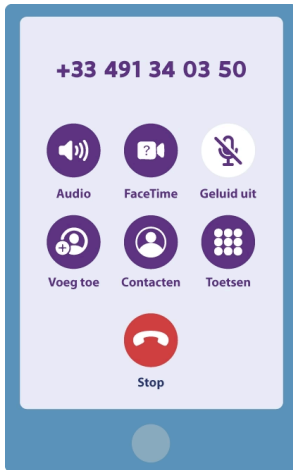 +33 491 34 03 50
Audio FaceTime Geluid uit
?
Voeg toe Contacten Toetsen
Stop